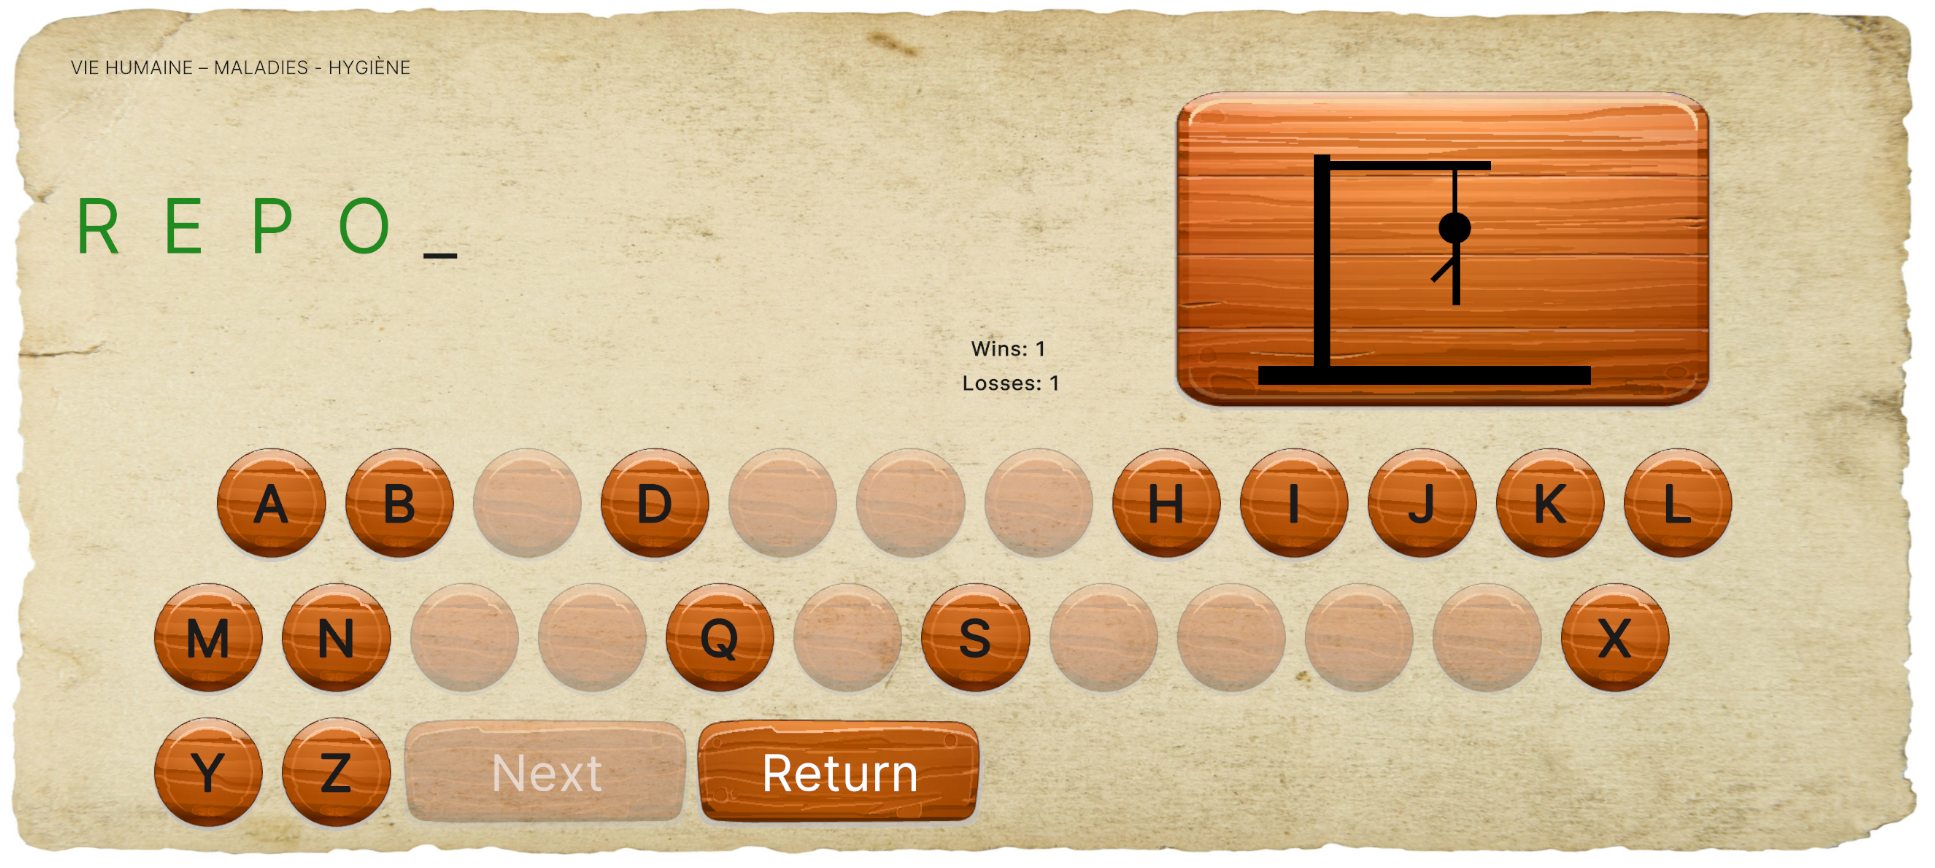 VIE HUMAINE – MALADIES - HYGIÈNE
R E P O _
Wins: 1
Losses: 1
A B D H I J K L
M N Q S X
Y Z Next Return